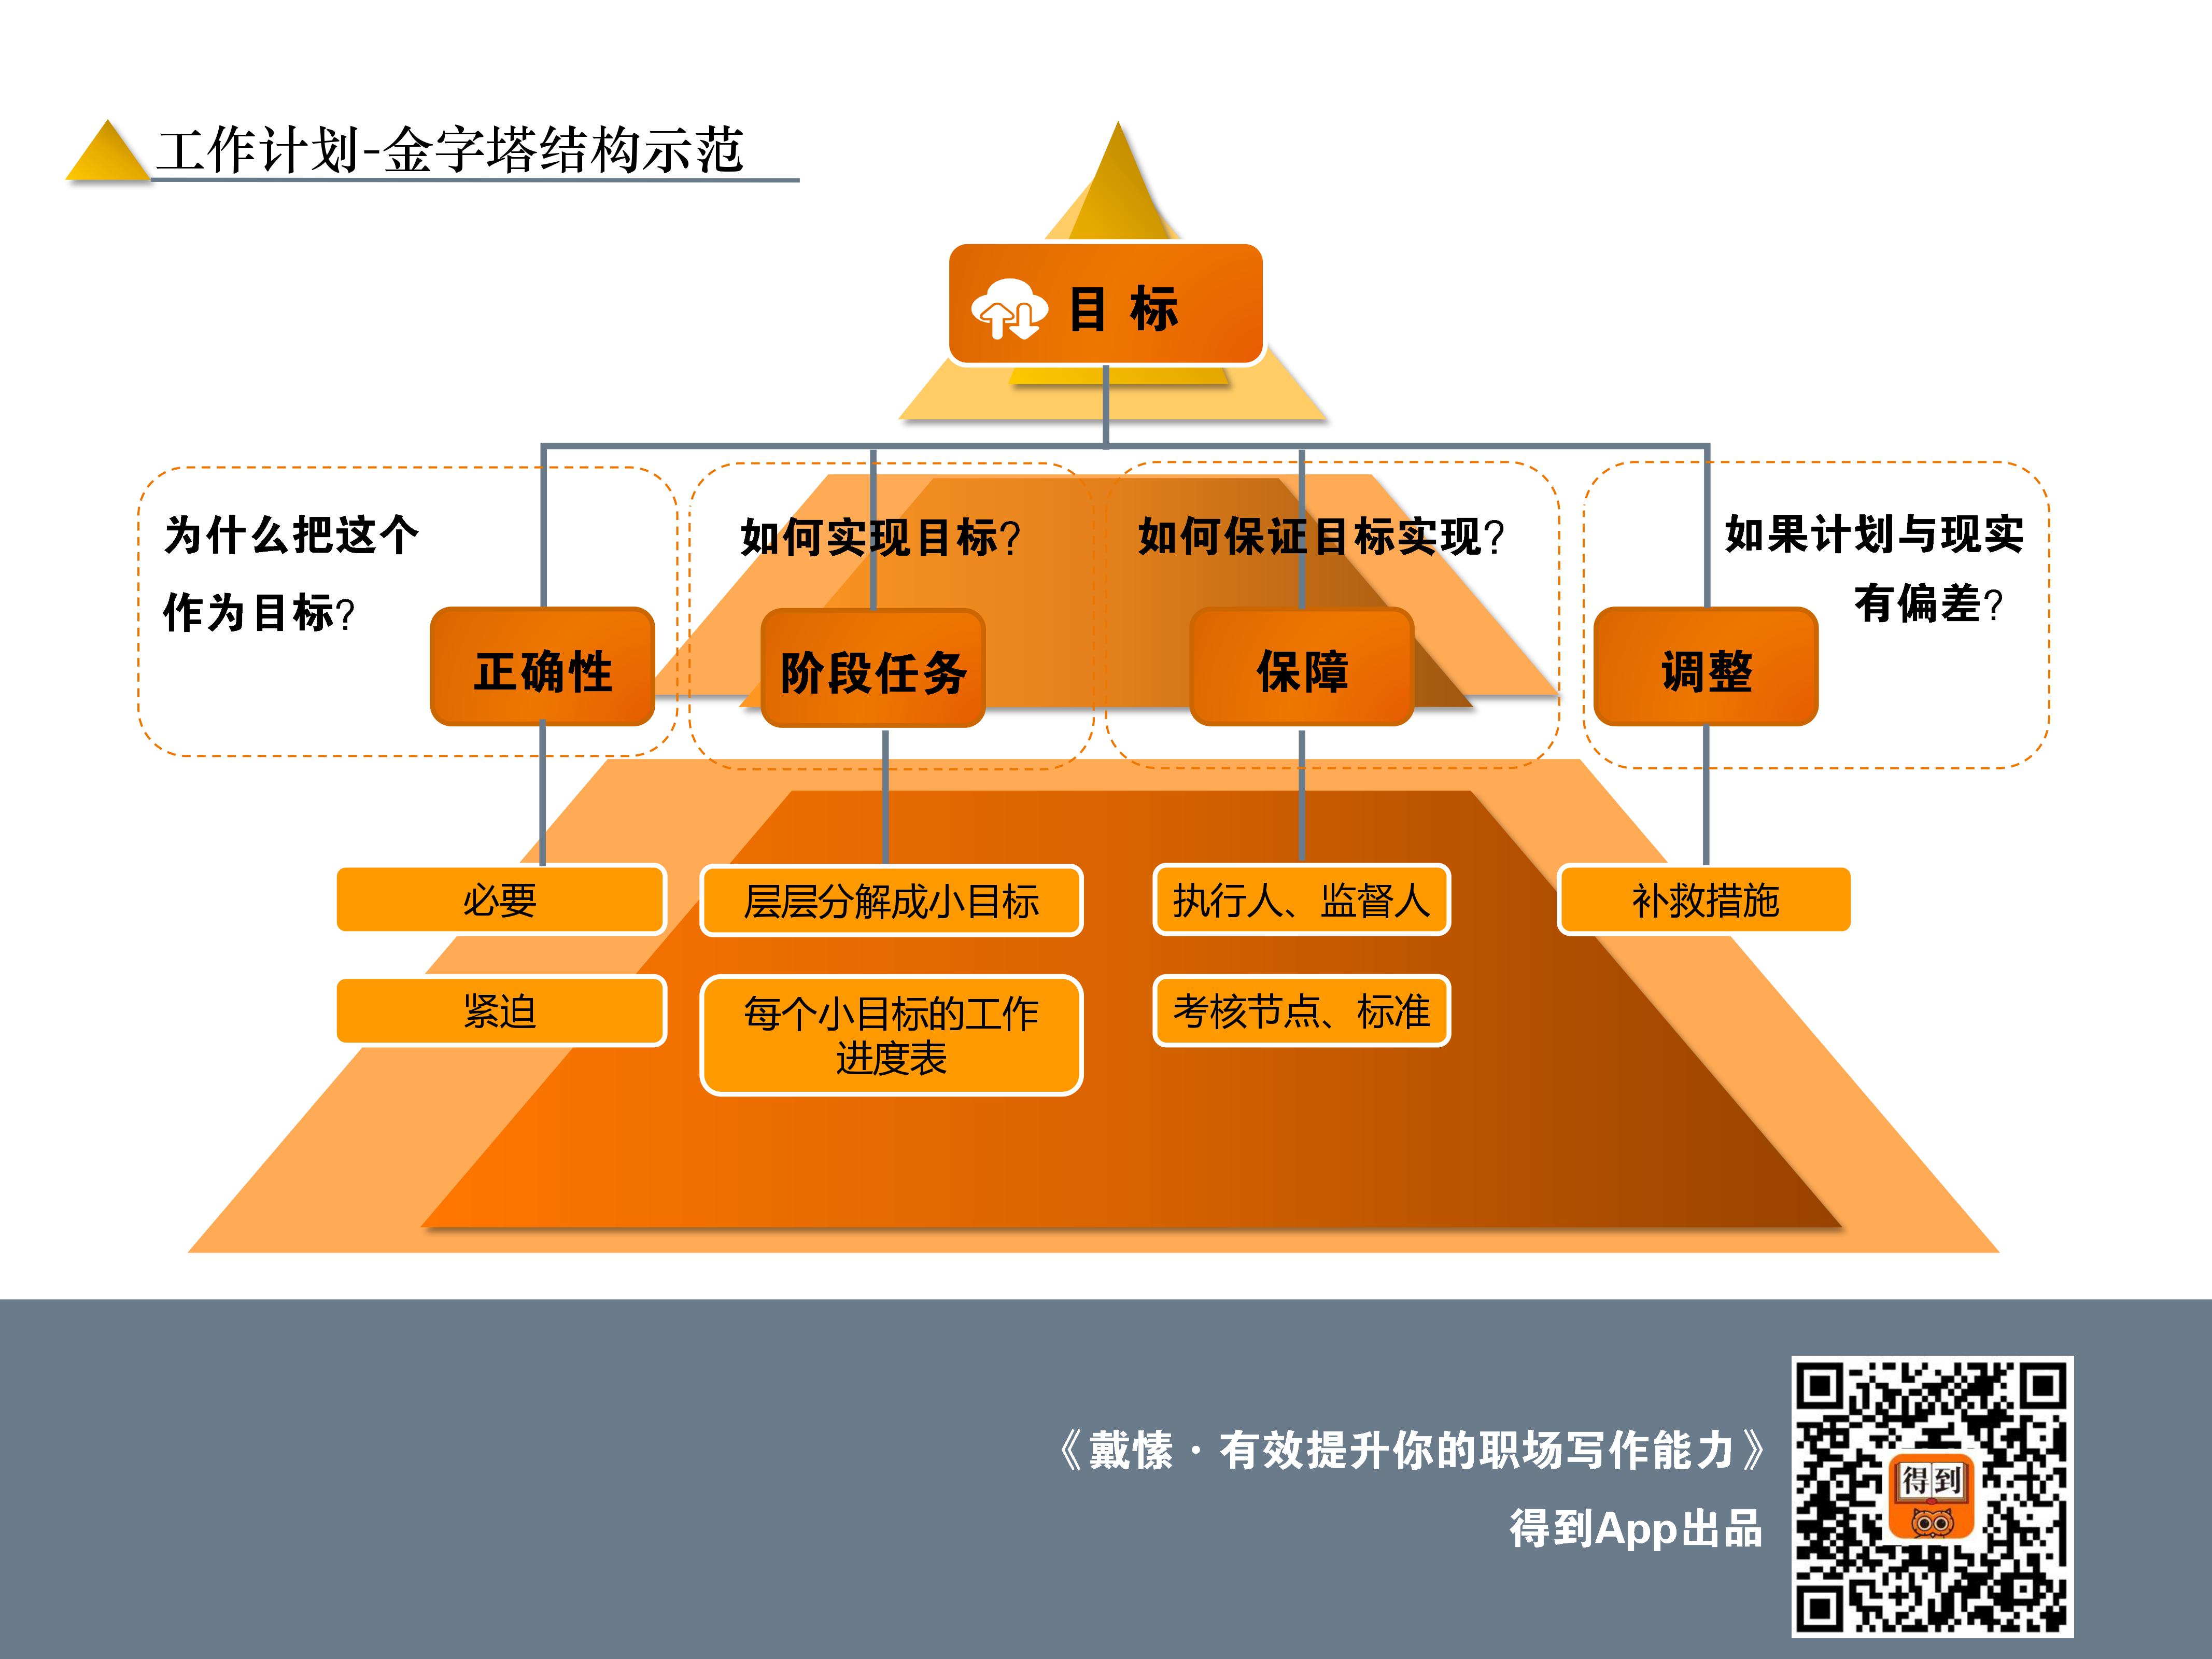 工作计划-金字塔结构示范
目 标
为什么把这个
作为目标?
如何实现目标?
如何保证目标实现?
如果计划与现实
有偏差?
正确性
阶段任务
保障
调整
必要
层层分解成小目标
执行人、监督人
补救措施
紧迫
每个小目标的工作
进度表
考核节点、标准
《戴愫·有效提升你的职场写作能力》
得到App出品
得到